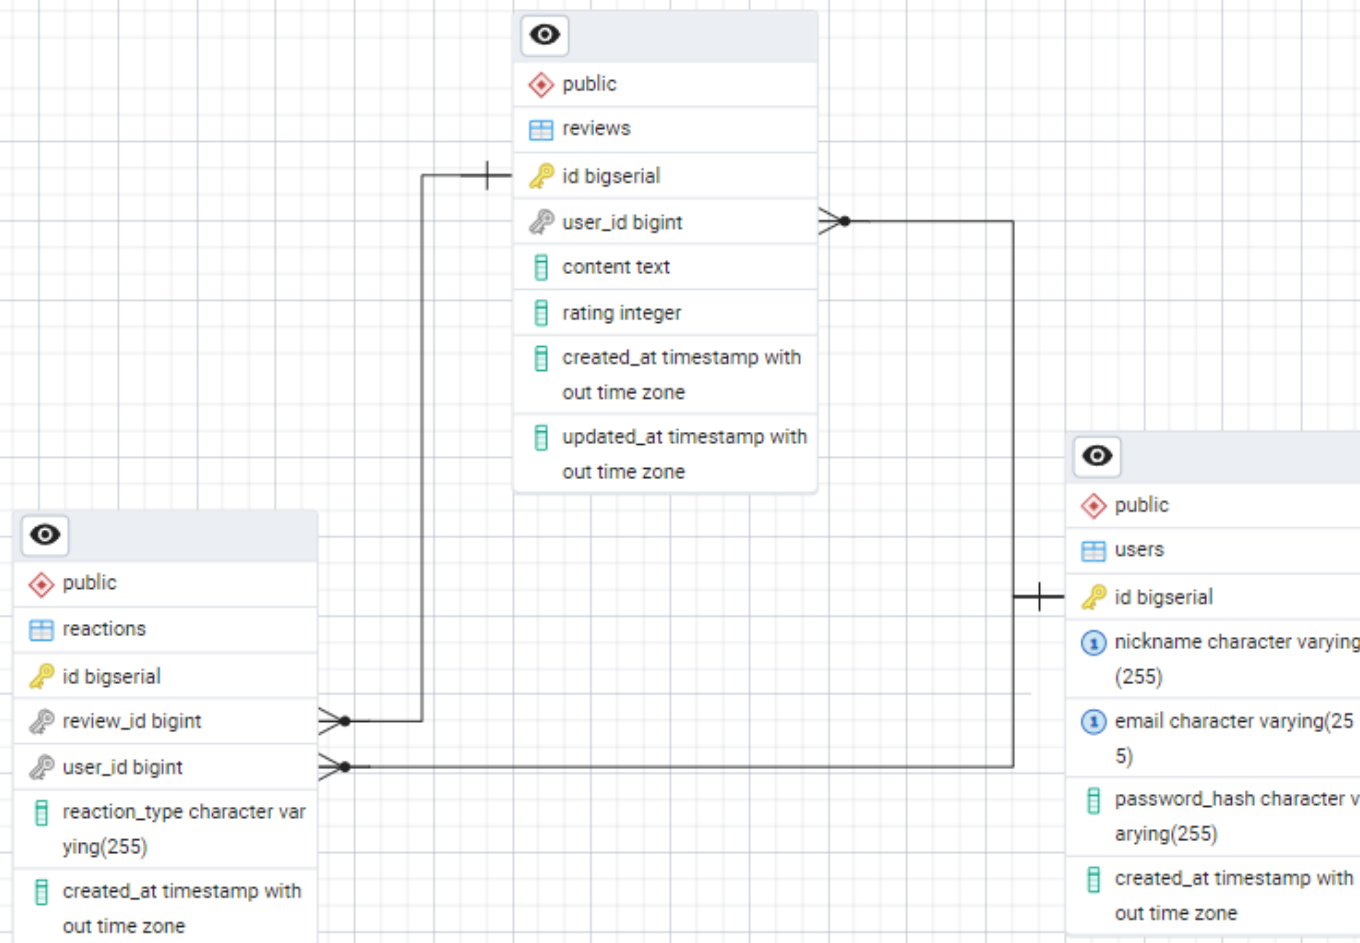 public
reviews
id bigserial
user_id bigint
content text
rating integer
created_at timestamp with
out time zone
updated_at timestamp with
out time zone
public
reactions
id bigserial
review_id bigint
user_id bigint
reaction_type character var
ying(255)
created_at timestamp with
out time zone
public
users
id bigserial
1 nickname character varying
(255)
1 email character varying(25
5)
password_hash character v
arying(255)
created_at timestamp with
out time zone